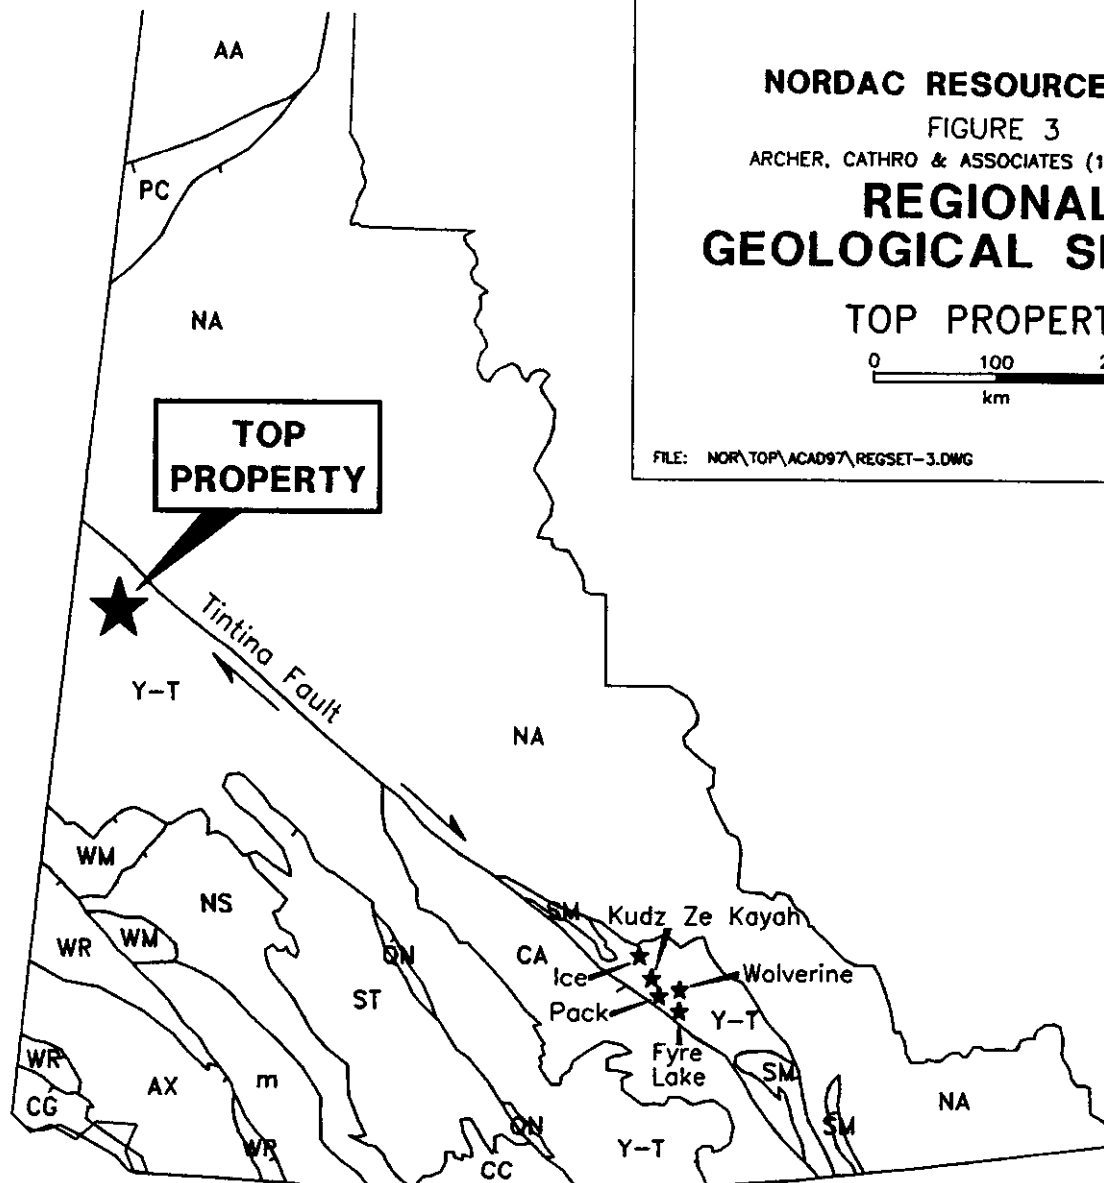 AA
NORDAC RESOURCE
FIGURE 3
ARCHER, CATHRO & ASSOCIATES (1
PC
REGIONAL
GEOLOGICAL S
NA
TOP PROPERT
0 100 2
km
TOP
PROPERTY
FILE: NOR\TOP\ACAD97\REGSET-3.DWG
Tintina Fault
Y-T
NA
WM
NS
SM
Kudz Ze Kayah
WR
WM
QN
CA
Ice
Wolverine
ST
Pack
Y-T
Fyre
Lake
WR
AX
m
SM
CG
NA
QN
SM
WR
Y-T
CC